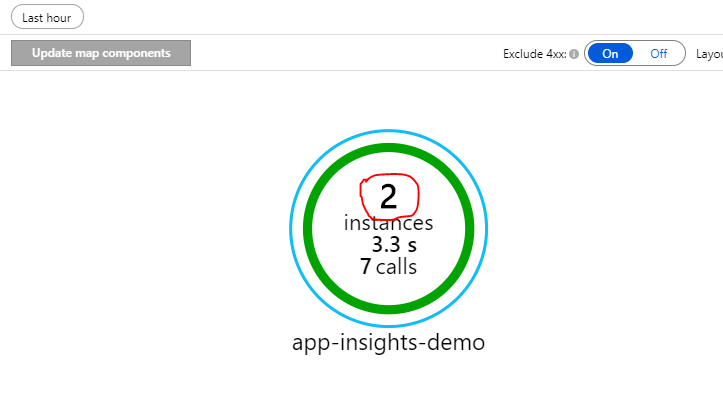 Last hour
Update map components
Exclude 4xx: On Off Layou
2
instances
3.3 s
7 calls
app-insights-demo